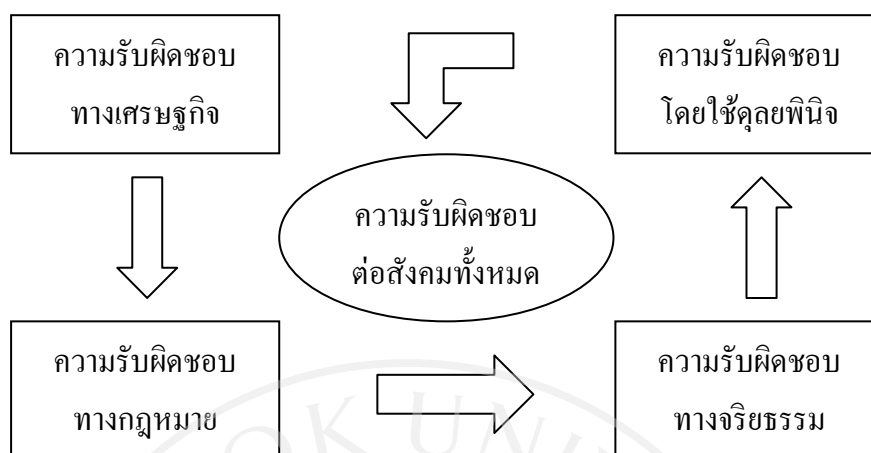 ความรับผิดชอบ
ทางเศรษฐกิจ
ความรับผิดชอบ
โดยใช้ดุลยพินิจ
ความรับผิดชอบ
ต่อสังคมทั้งหมด
ความรับผิดชอบ
ทางกฎหมาย
ความรับผิดชอบ
ทางจริยธรรม